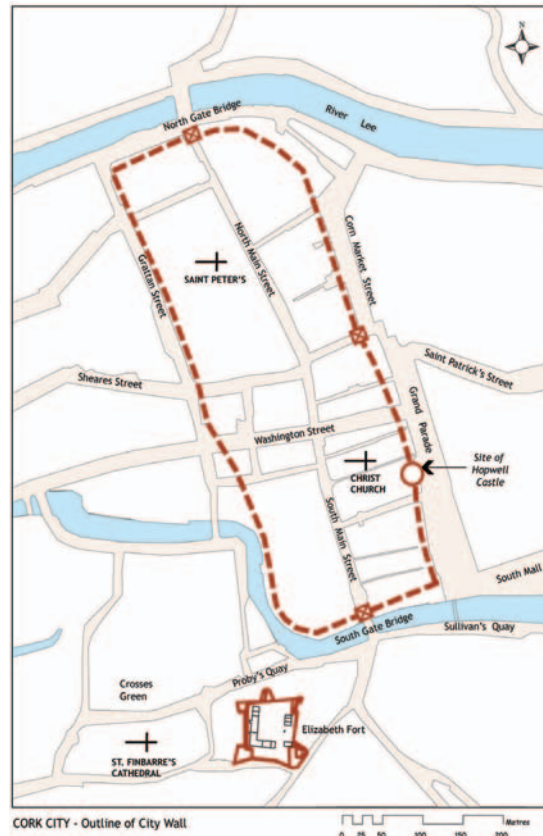 N
North Gate Bridge
River Lee
Corn Market Street
North Main Street
Grattan Street
SAINT PETER'S
Saint Patrick's Street
Sheares Street
Grand Parade
Washington Street
Site of
Hopwell
Castle
CHRIST
CHURCH
South Main Street
South Mall
South Gate Bridge
Sullivan's Quay
Proby's Quay
Crosses
Green
Elizabeth Fort
ST. FINBARRE'S
CATHEDRAL
CORK CITY - Outline of City Wall
Metres
0 25 50 100 150 200